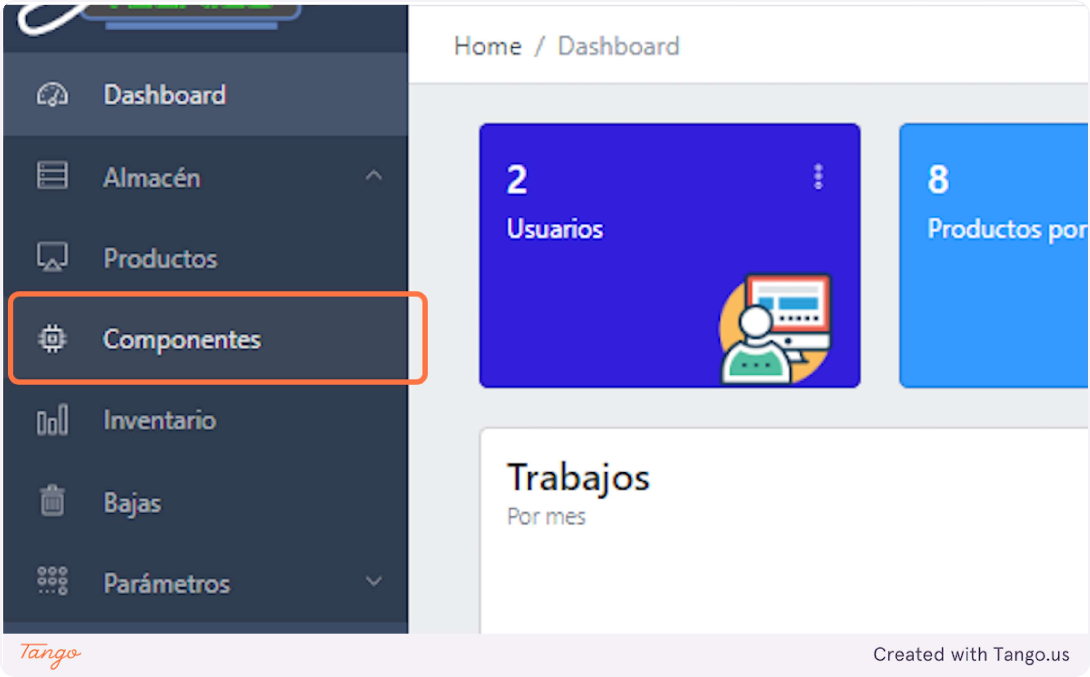 Home / Dashboard
Dashboard
Almacén
Productos
Componentes
Inventario
Bajas
Parámetros
2
Usuarios
8
Productos por
Trabajos
Por mes
Tango
Created with Tango.us